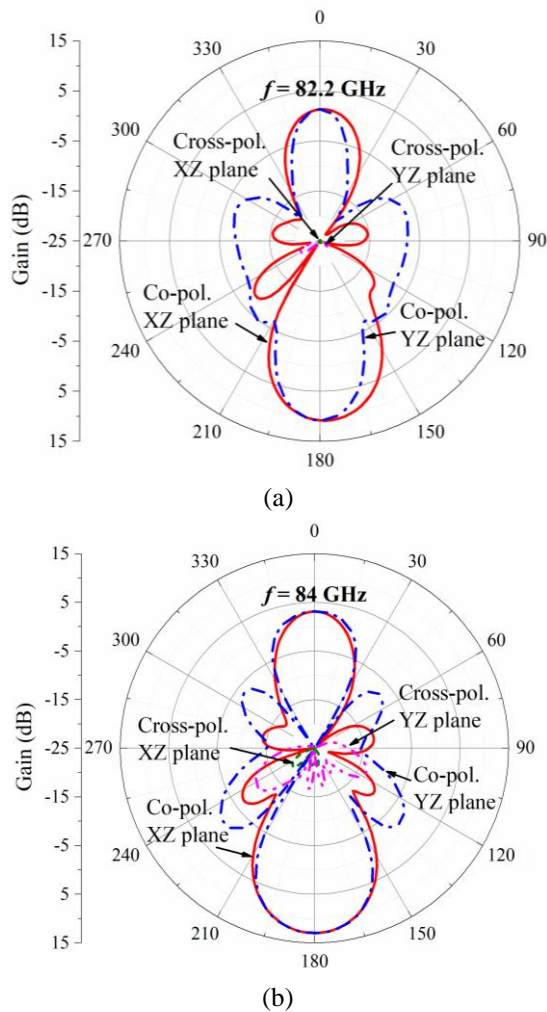 0
15
330
30
f = 82.2 GHz
5
300
60
Cross-pol.
XZ plane
Cross-pol.
YZ plane
-5
-15
Gain (dB)
-25
270
90
-15
Co-pol.
XZ plane
Co-pol.
YZ plane
-5
240
120
5
210
150
15
180
(a)
0
15
330
30
f = 84 GHz
5
300
60
-5
-15
Cross-pol.
YZ plane
Cross-pol.
XZ plane
Gain (dB)
-25
270
90
Co-pol.
YZ plane
-15
Co-pol.
XZ plane
-5
240
120
5
210
150
15
180
(b)